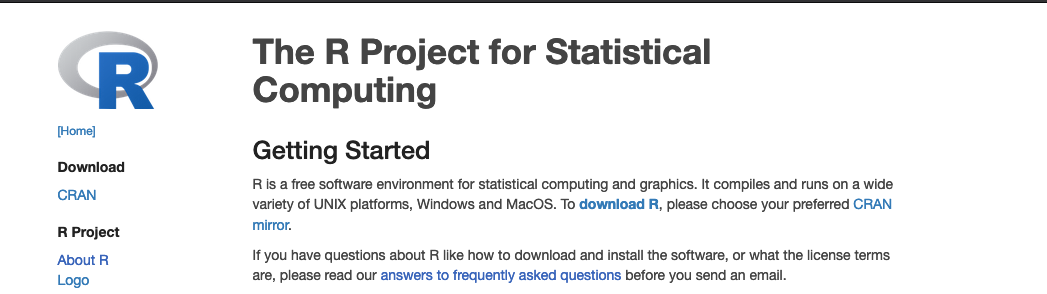 R
[Home]
Download
CRAN
R Project
About R
Logo
The R Project for Statistical
Computing
Getting Started
R is a free software environment for statistical computing and graphics. It compiles and runs on a wide
variety of UNIX platforms, Windows and MacOS. To download R, please choose your preferred CRAN
mirror.
If you have questions about R like how to download and install the software, or what the license terms
are, please read our answers to frequently asked questions before you send an email.